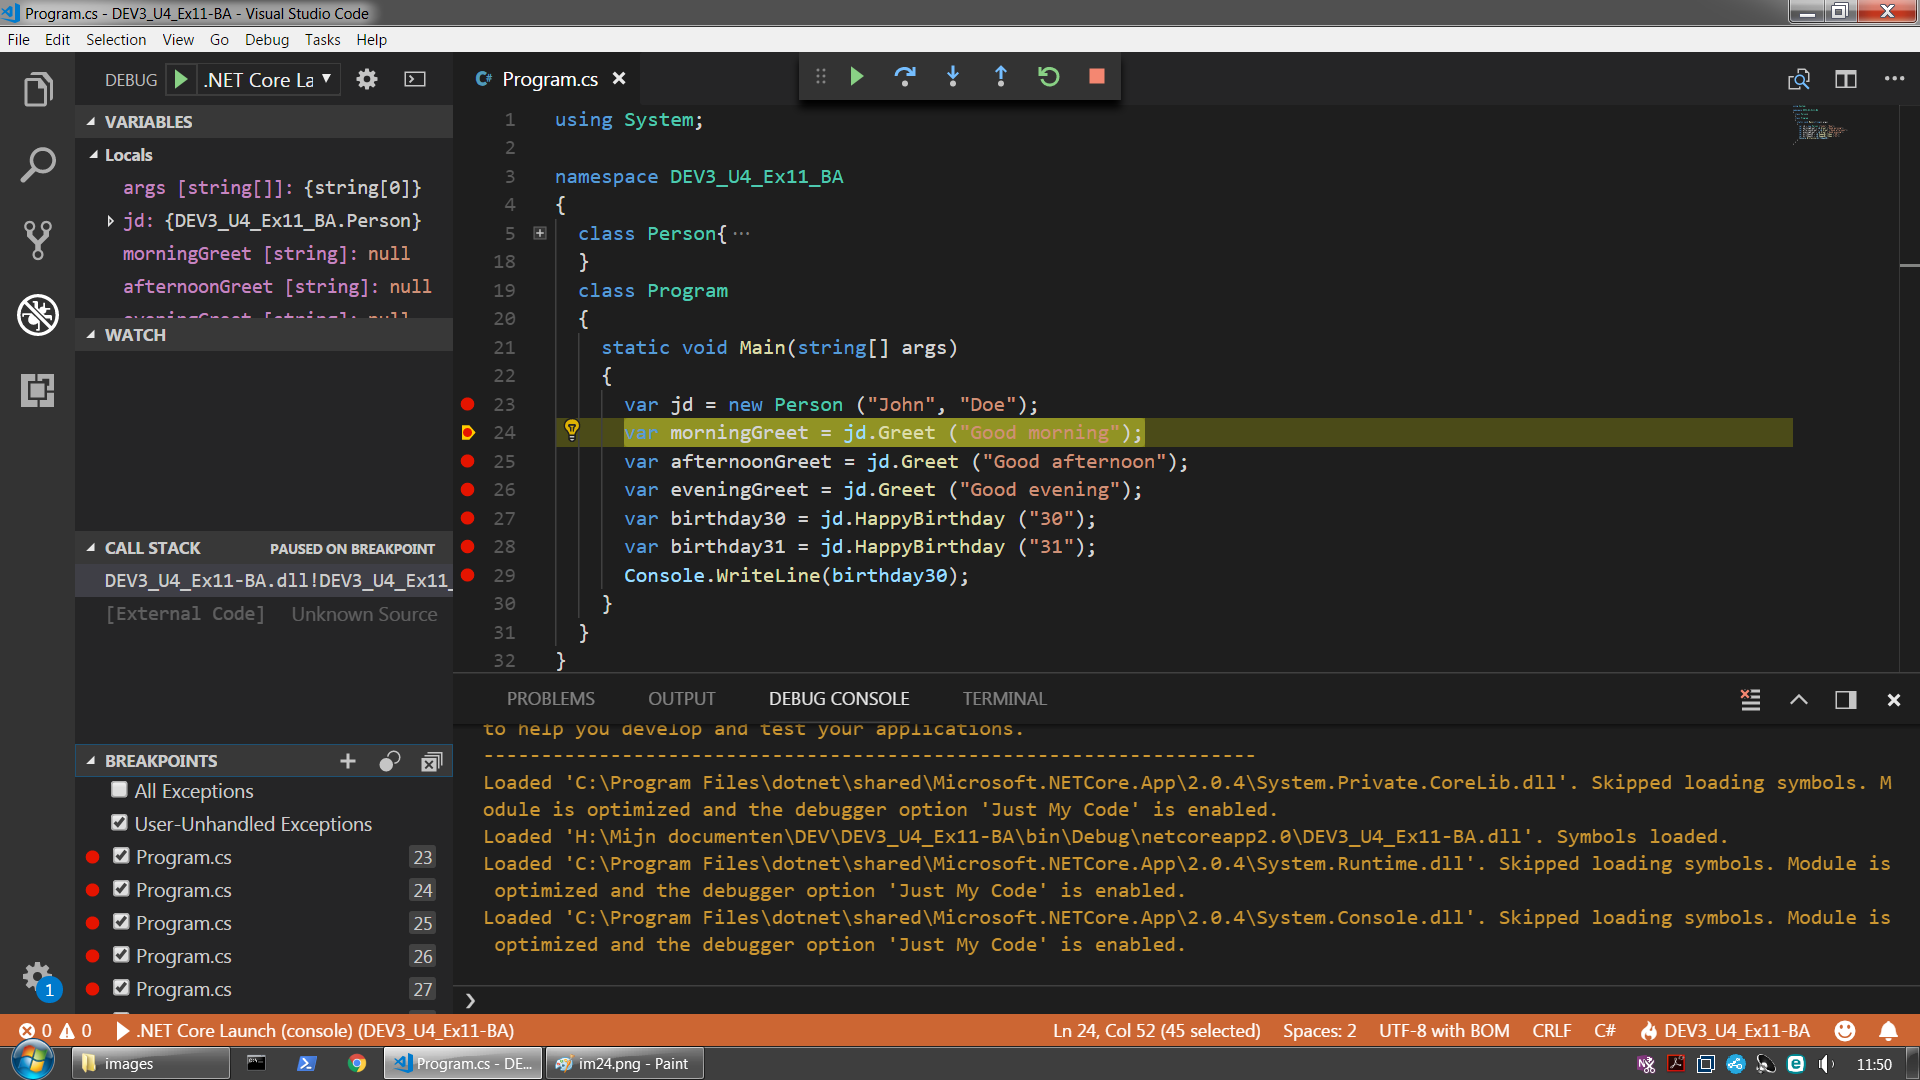 Program.cs - DEV3_U4_Ex11-BA - Visual Studio Code
File Edit Selection View Go Debug Tasks Help
DEBUG .NET Core La
VARIABLES
Locals
args [string[]]: {string[0]}
jd: {DEV3_U4_Ex11_BA.Person}
morningGreet [string]: null
afternoonGreet [string]: null
eveningGreet [string]: null
WATCH
CALL STACK PAUSED ON BREAKPOINT
DEV3_U4_Ex11-BA.dll!DEV3_U4_Ex11_
[External Code] Unknown Source
BREAKPOINTS
All Exceptions
User-Unhandled Exceptions
Program.cs 23
Program.cs 24
Program.cs 25
Program.cs 26
Program.cs 27
C# Program.cs
1 using System;
2
3 namespace DEV3_U4_Ex11_BA
4 {
5 class Person{ ...
18 }
19 class Program
20 {
21 static void Main(string[] args)
22 {
23 var jd = new Person ("John", "Doe");
24 var morningGreet = jd.Greet ("Good morning");
25 var afternoonGreet = jd.Greet ("Good afternoon");
26 var eveningGreet = jd.Greet ("Good evening");
27 var birthday30 = jd.HappyBirthday ("30");
28 var birthday31 = jd.HappyBirthday ("31");
29 Console.WriteLine(birthday30);
30 }
31 }
32 }
PROBLEMS OUTPUT DEBUG CONSOLE TERMINAL
to help you develop and test your applications.
-------------------------------------------------------------------
Loaded 'C:\Program Files\dotnet\shared\Microsoft.NETCore.App\2.0.4\System.Private.CoreLib.dll'. Skipped loading symbols. M
odule is optimized and the debugger option 'Just My Code' is enabled.
Loaded 'H:\Mijn documenten\DEV\DEV3_U4_Ex11-BA\bin\Debug\netcoreapp2.0\DEV3_U4_Ex11-BA.dll'. Symbols loaded.
Loaded 'C:\Program Files\dotnet\shared\Microsoft.NETCore.App\2.0.4\System.Runtime.dll'. Skipped loading symbols. Module is
optimized and the debugger option 'Just My Code' is enabled.
Loaded 'C:\Program Files\dotnet\shared\Microsoft.NETCore.App\2.0.4\System.Console.dll'. Skipped loading symbols. Module is
optimized and the debugger option 'Just My Code' is enabled.
1
0 0 .NET Core Launch (console) (DEV3_U4_Ex11-BA) Ln 24, Col 52 (45 selected) Spaces: 2 UTF-8 with BOM CRLF C# DEV3_U4_Ex11-BA
images Program.cs - DE... im24.png - Paint 11:50